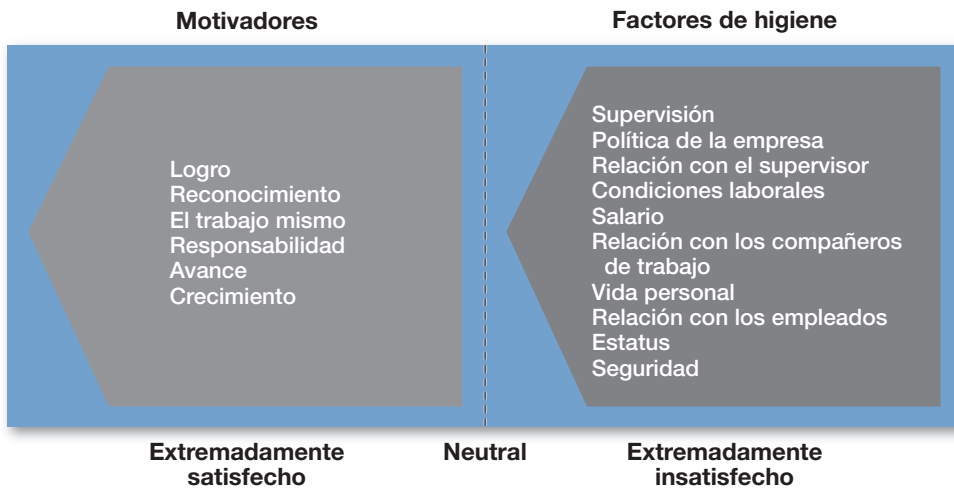 Motivadores
Factores de higiene
Logro
Reconocimiento
El trabajo mismo
Responsabilidad
Avance
Crecimiento
Supervisión
Política de la empresa
Relación con el supervisor
Condiciones laborales
Salario
Relación con los compañeros
de trabajo
Vida personal
Relación con los empleados
Estatus
Seguridad
Extremadamente
satisfecho
Neutral
Extremadamente
insatisfecho